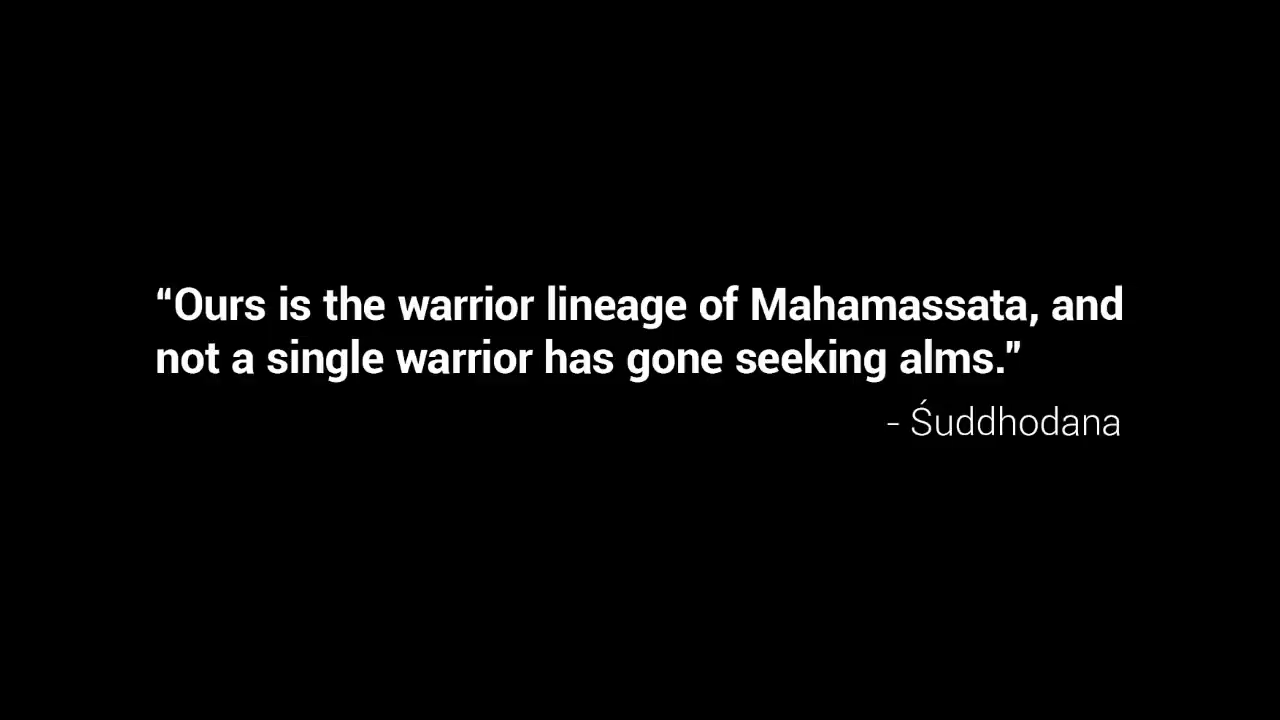 “Ours is the warrior lineage of Mahamassata, and
not a single warrior has gone seeking alms.”
- Śuddhodana